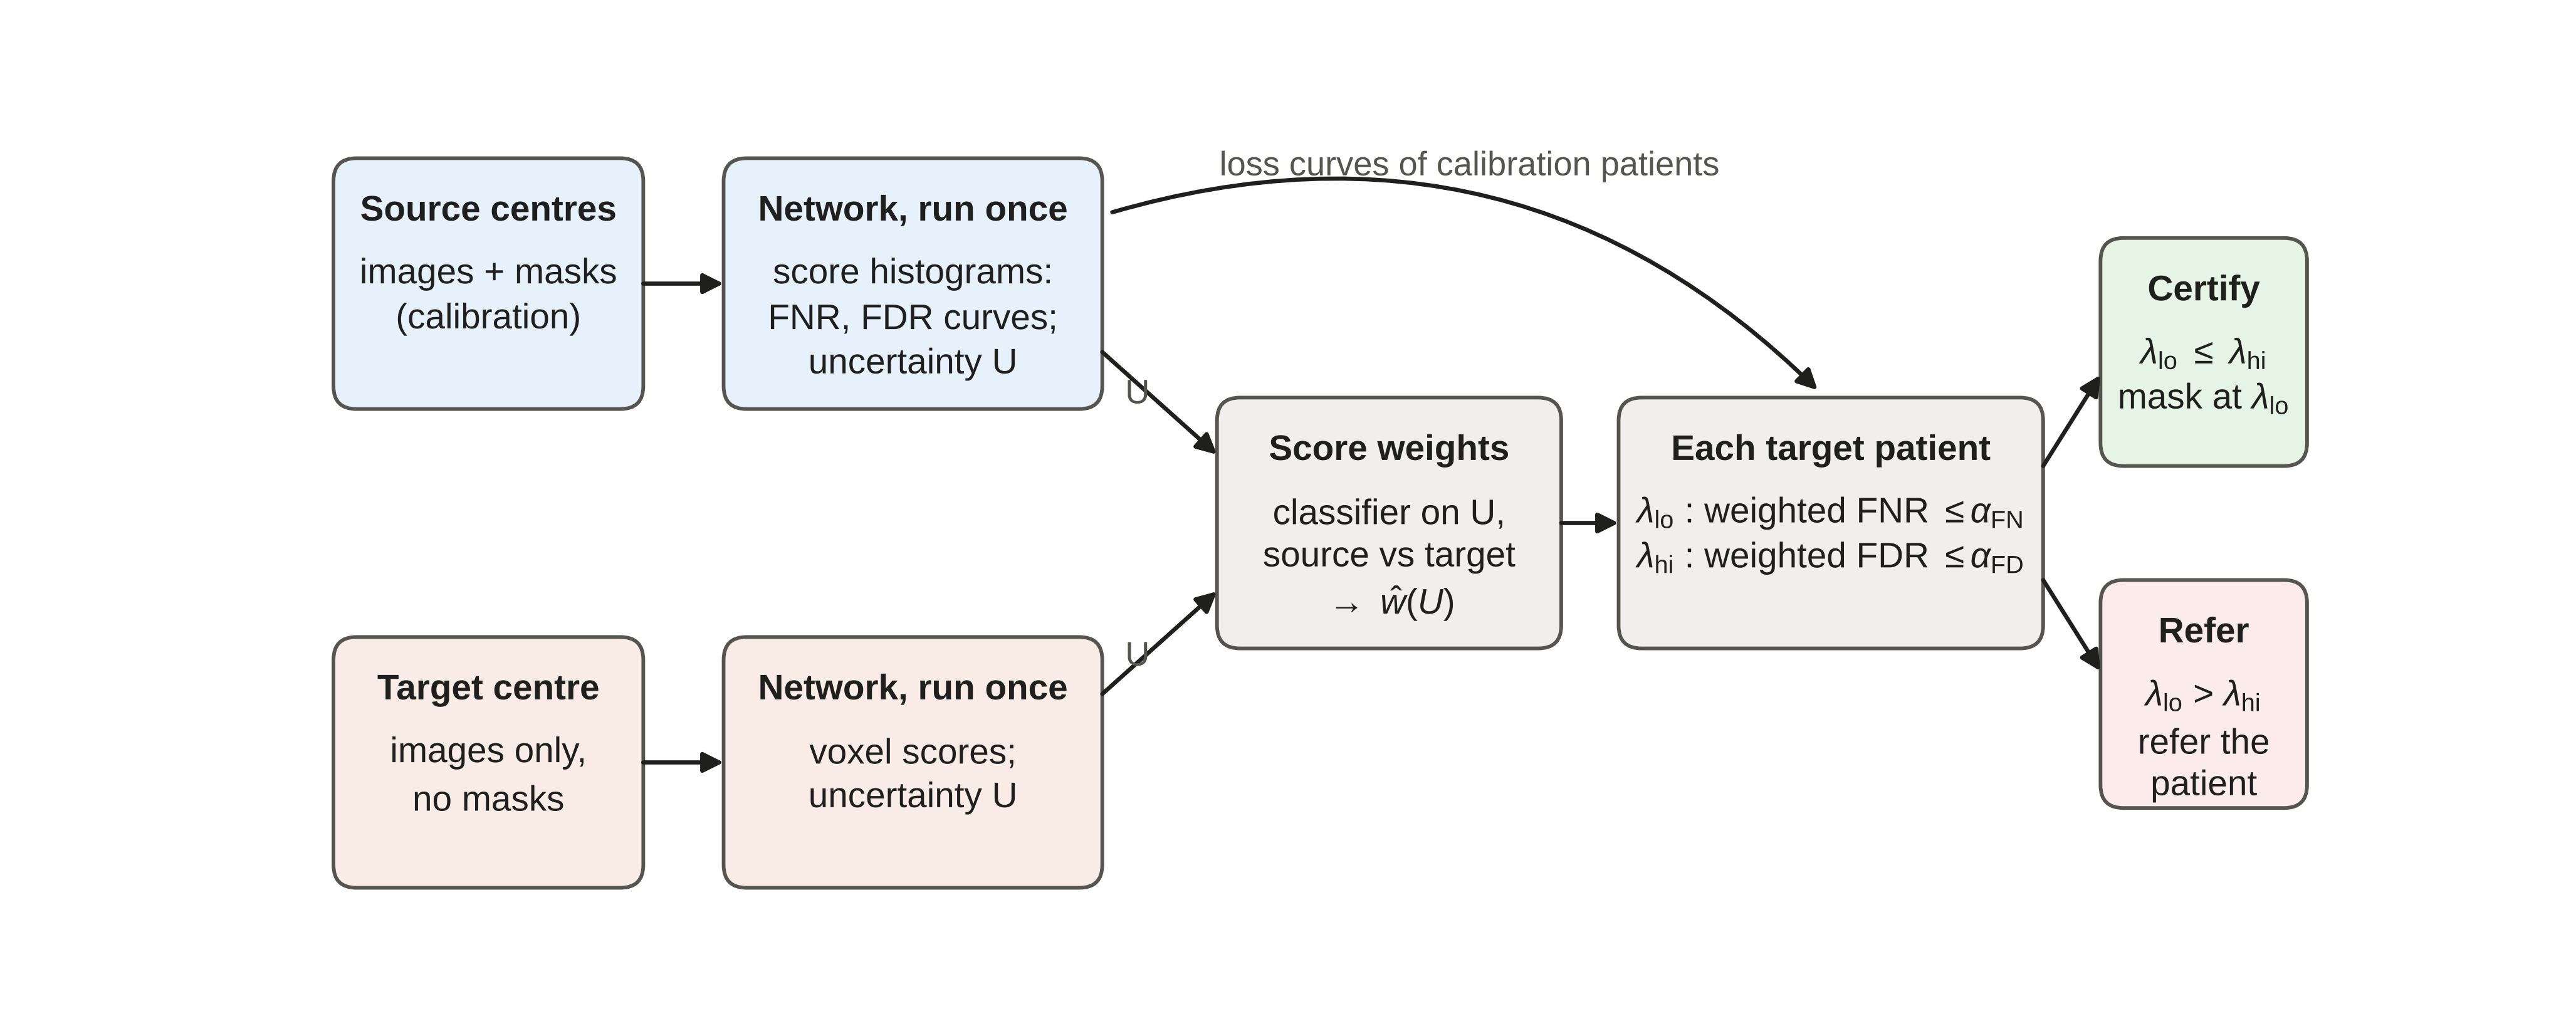 loss curves of calibration patients
Source centres
images + masks
(calibration)
Network, run once
score histograms:
FNR, FDR curves;
uncertainty U
U
Target centre
images only,
no masks
Network, run once
voxel scores;
uncertainty U
U
Score weights
classifier on U,
source vs target
→ ŵ(U)
Each target patient
λlo : weighted FNR ≤ αFN
λhi : weighted FDR ≤ αFD
Certify
λlo ≤ λhi
mask at λlo
Refer
λlo > λhi
refer the
patient